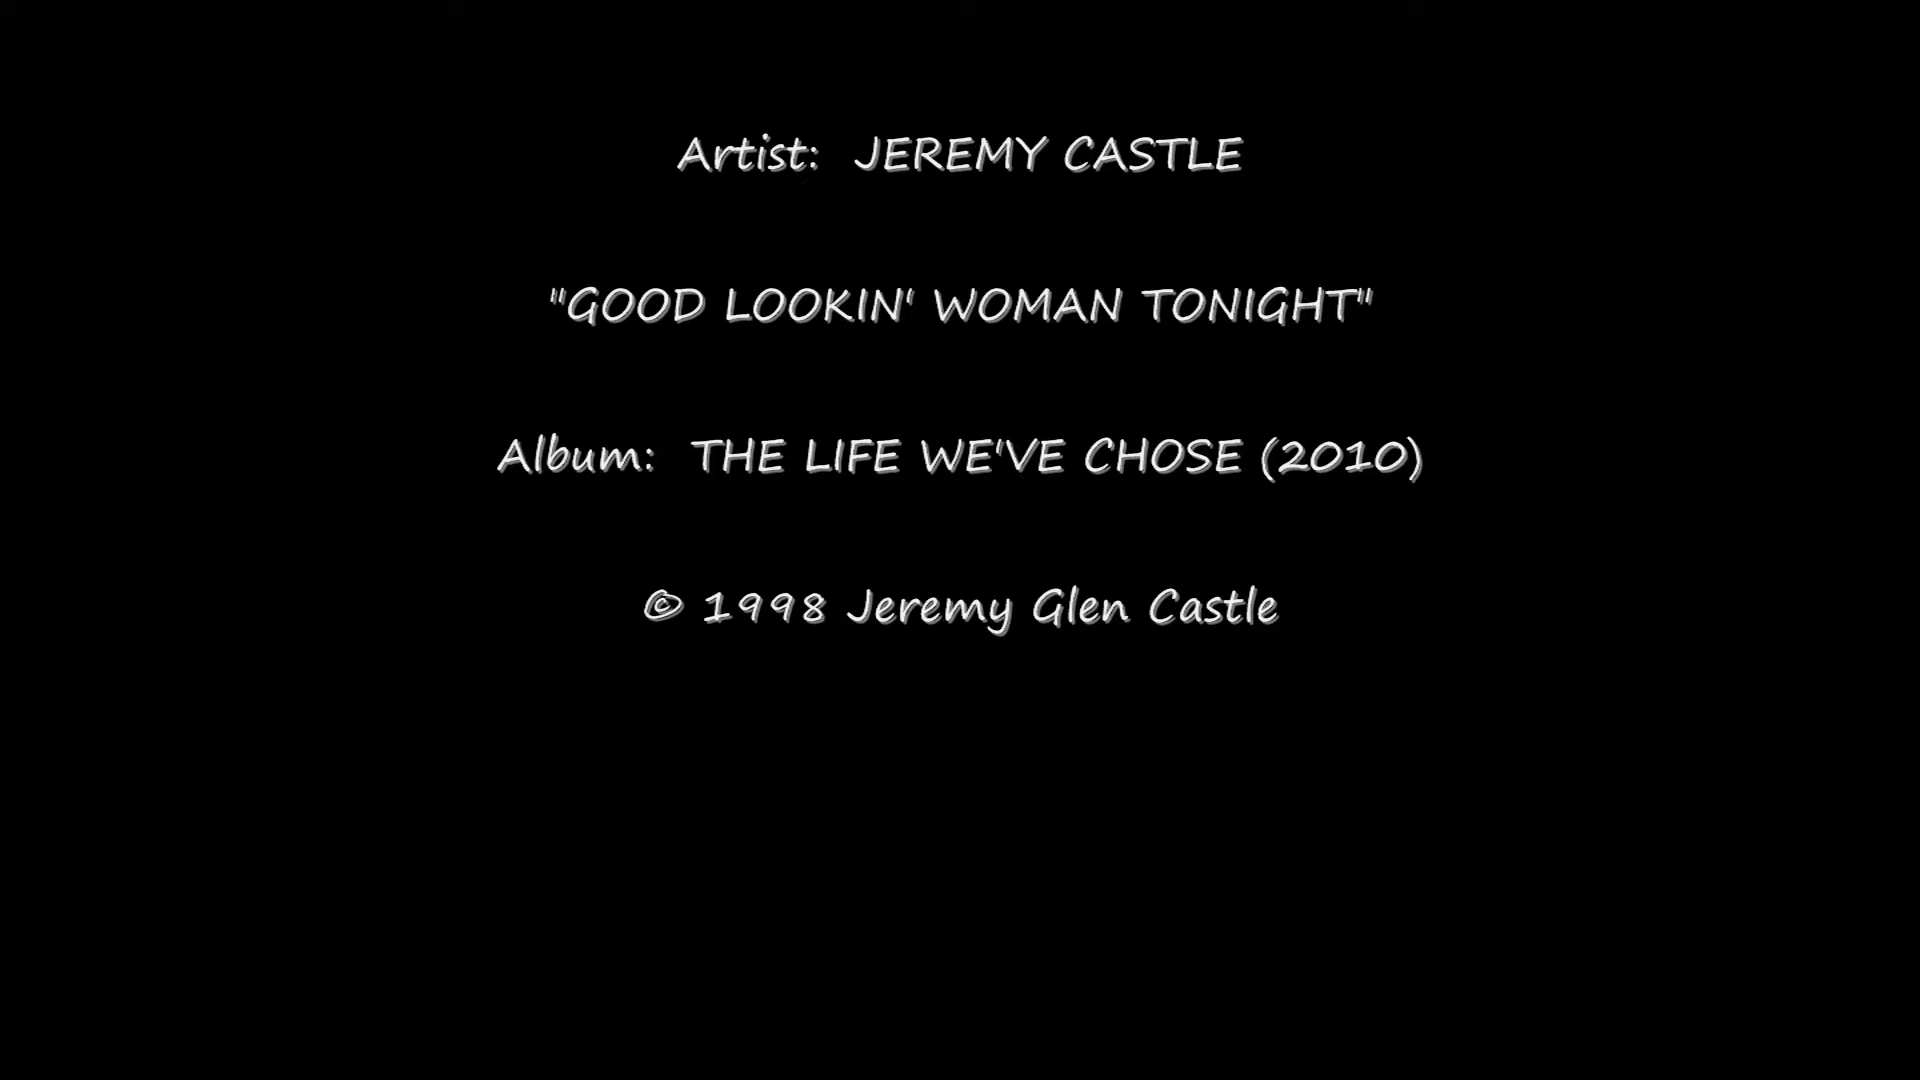 Artist:  JEREMY CASTLE
"GOOD LOOKIN' WOMAN TONIGHT"
Album:  THE LIFE WE'VE CHOSE (2010)
© 1998 Jeremy Glen Castle